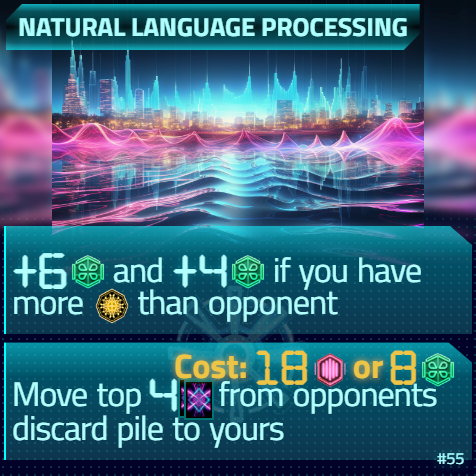 NATURAL LANGUAGE PROCESSING
+6 and +4 if you have
more than opponent
Cost: 18 or 8
Move top 4 from opponents
discard pile to yours
#55